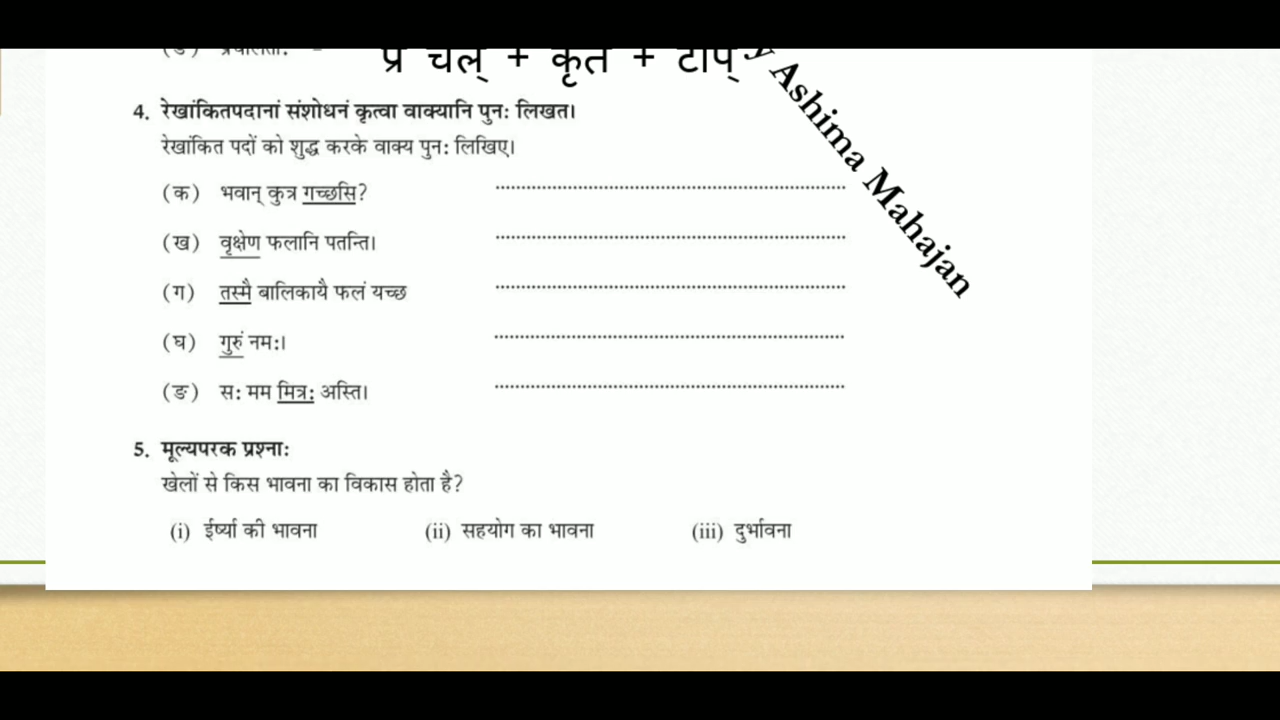 प्र चल् + कृत + टाप्
y Ashima Mahajan
4. रेखांकितपदानां संशोधनं कृत्वा वाक्यानि पुनः लिखत।
रेखांकित पदों को शुद्ध करके वाक्य पुनः लिखिए।
(क) भवान् कुत्र गच्छसि? ........................
(ख) वृक्षेण फलानि पतन्ति। ........................
(ग) तस्मै बालिकायै फलं यच्छ ........................
(घ) गुरुं नमः। ........................
(ङ) सः मम मित्रः अस्ति। ........................
5. मूल्यपरक प्रश्नाः
खेलों से किस भावना का विकास होता है?
(i) ईर्ष्या की भावना (ii) सहयोग का भावना (iii) दुर्भावना